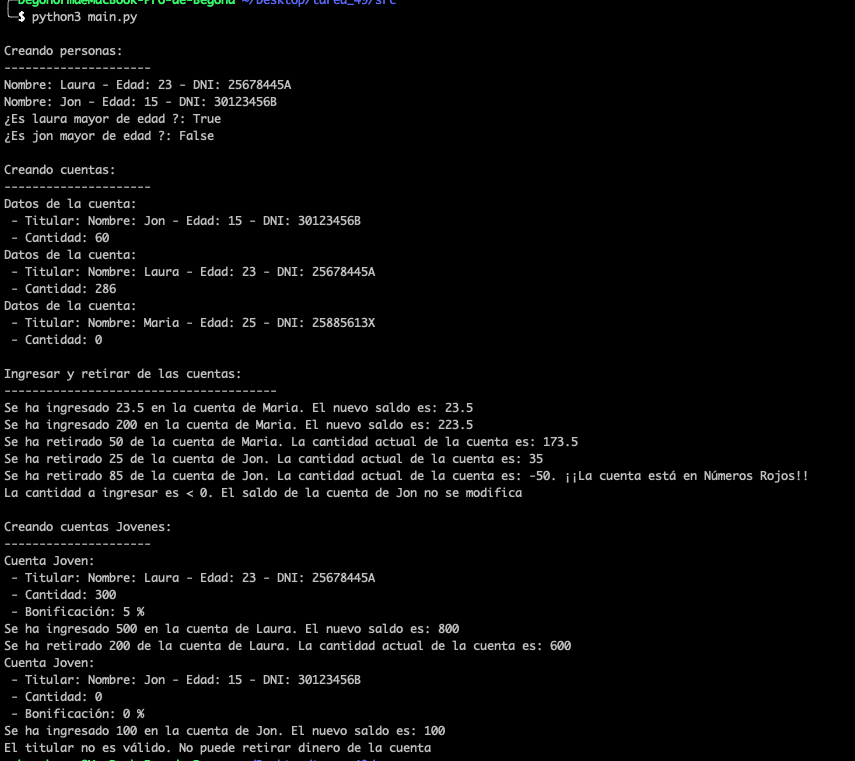 ~/Desktop/tarea_49/src
$ python3 main.py
Creando personas:
---------------------
Nombre: Laura - Edad: 23 - DNI: 25678445A
Nombre: Jon - Edad: 15 - DNI: 30123456B
¿Es laura mayor de edad ?: True
¿Es jon mayor de edad ?: False
Creando cuentas:
---------------------
Datos de la cuenta:
 - Titular: Nombre: Jon - Edad: 15 - DNI: 30123456B
 - Cantidad: 60
Datos de la cuenta:
 - Titular: Nombre: Laura - Edad: 23 - DNI: 25678445A
 - Cantidad: 286
Datos de la cuenta:
 - Titular: Nombre: Maria - Edad: 25 - DNI: 25885613X
 - Cantidad: 0
Ingresar y retirar de las cuentas:
---------------------------------------
Se ha ingresado 23.5 en la cuenta de Maria. El nuevo saldo es: 23.5
Se ha ingresado 200 en la cuenta de Maria. El nuevo saldo es: 223.5
Se ha retirado 50 de la cuenta de Maria. La cantidad actual de la cuenta es: 173.5
Se ha retirado 25 de la cuenta de Jon. La cantidad actual de la cuenta es: 35
Se ha retirado 85 de la cuenta de Jon. La cantidad actual de la cuenta es: -50. ¡¡La cuenta está en Números Rojos!!
La cantidad a ingresar es < 0. El saldo de la cuenta de Jon no se modifica
Creando cuentas Jovenes:
---------------------
Cuenta Joven:
 - Titular: Nombre: Laura - Edad: 23 - DNI: 25678445A
 - Cantidad: 300
 - Bonificación: 5 %
Se ha ingresado 500 en la cuenta de Laura. El nuevo saldo es: 800
Se ha retirado 200 de la cuenta de Laura. La cantidad actual de la cuenta es: 600
Cuenta Joven:
 - Titular: Nombre: Jon - Edad: 15 - DNI: 30123456B
 - Cantidad: 0
 - Bonificación: 0 %
Se ha ingresado 100 en la cuenta de Jon. El nuevo saldo es: 100
El titular no es válido. No puede retirar dinero de la cuenta